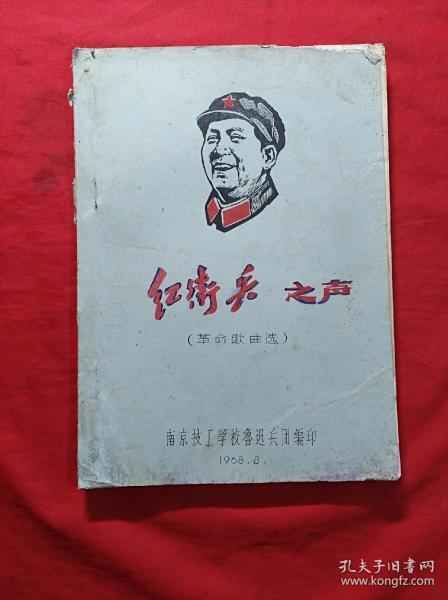 红卫兵 之声
(革命歌曲选)
南京技工学校鲁迅兵团编印
1968.8.
孔夫子旧书网
www.kongfz.com